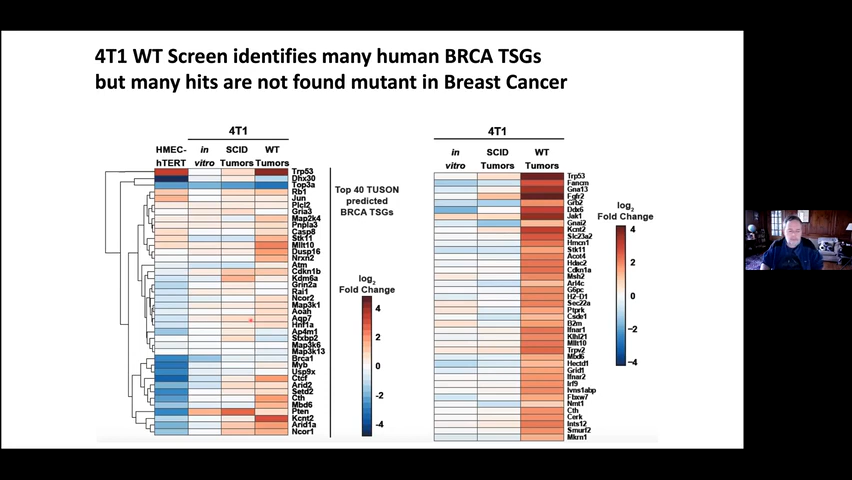 4T1 WT Screen identifies many human BRCA TSGs
but many hits are not found mutant in Breast Cancer
4T1
HMEC-
hTERT
in
vitro
SCID
Tumors
WT
Tumors
Trp53
Dhx30
Top3a
Rb1
Jun
Plcl2
Gria3
Map2k4
Pnpla3
Casp8
Stk11
Mllt10
Dusp16
Nrxn2
Atm
Cdkn1b
Kdm6a
Grin2a
Rai1
Ncor2
Map3k1
Aoah
Aqp7
Hnf1a
Ap4m1
Stxbp2
Map3k6
Map3k13
Brca1
Myb
Usp9x
Ctcf
Arid2
Setd2
Cth
Mbd6
Pten
Kcnt2
Arid1a
Ncor1
Top 40 TUSON
predicted
BRCA TSGs
log2
Fold Change
4
2
0
−2
−4
4T1
in
vitro
SCID
Tumors
WT
Tumors
Trp53
Fancm
Gna13
Fgfr2
Grb2
Ddx6
Jak1
Gnai2
Kcnt2
Slc23a2
Hmcn1
Stk11
Acot4
Hdac2
Cdkn1a
Msh2
Arl4c
G6pc
H2-D1
Sec22a
Ptprk
Csde1
B2m
Ifnar1
Klhl21
Mllt10
Trpv2
Mbd6
Hectd1
Grid1
Ifnar2
Irf9
Ivns1abp
Fbxw7
Nmt1
Cth
Cerk
Ints12
Smurf2
Mkrn1
log2
Fold Change
4
2
0
−2
−4